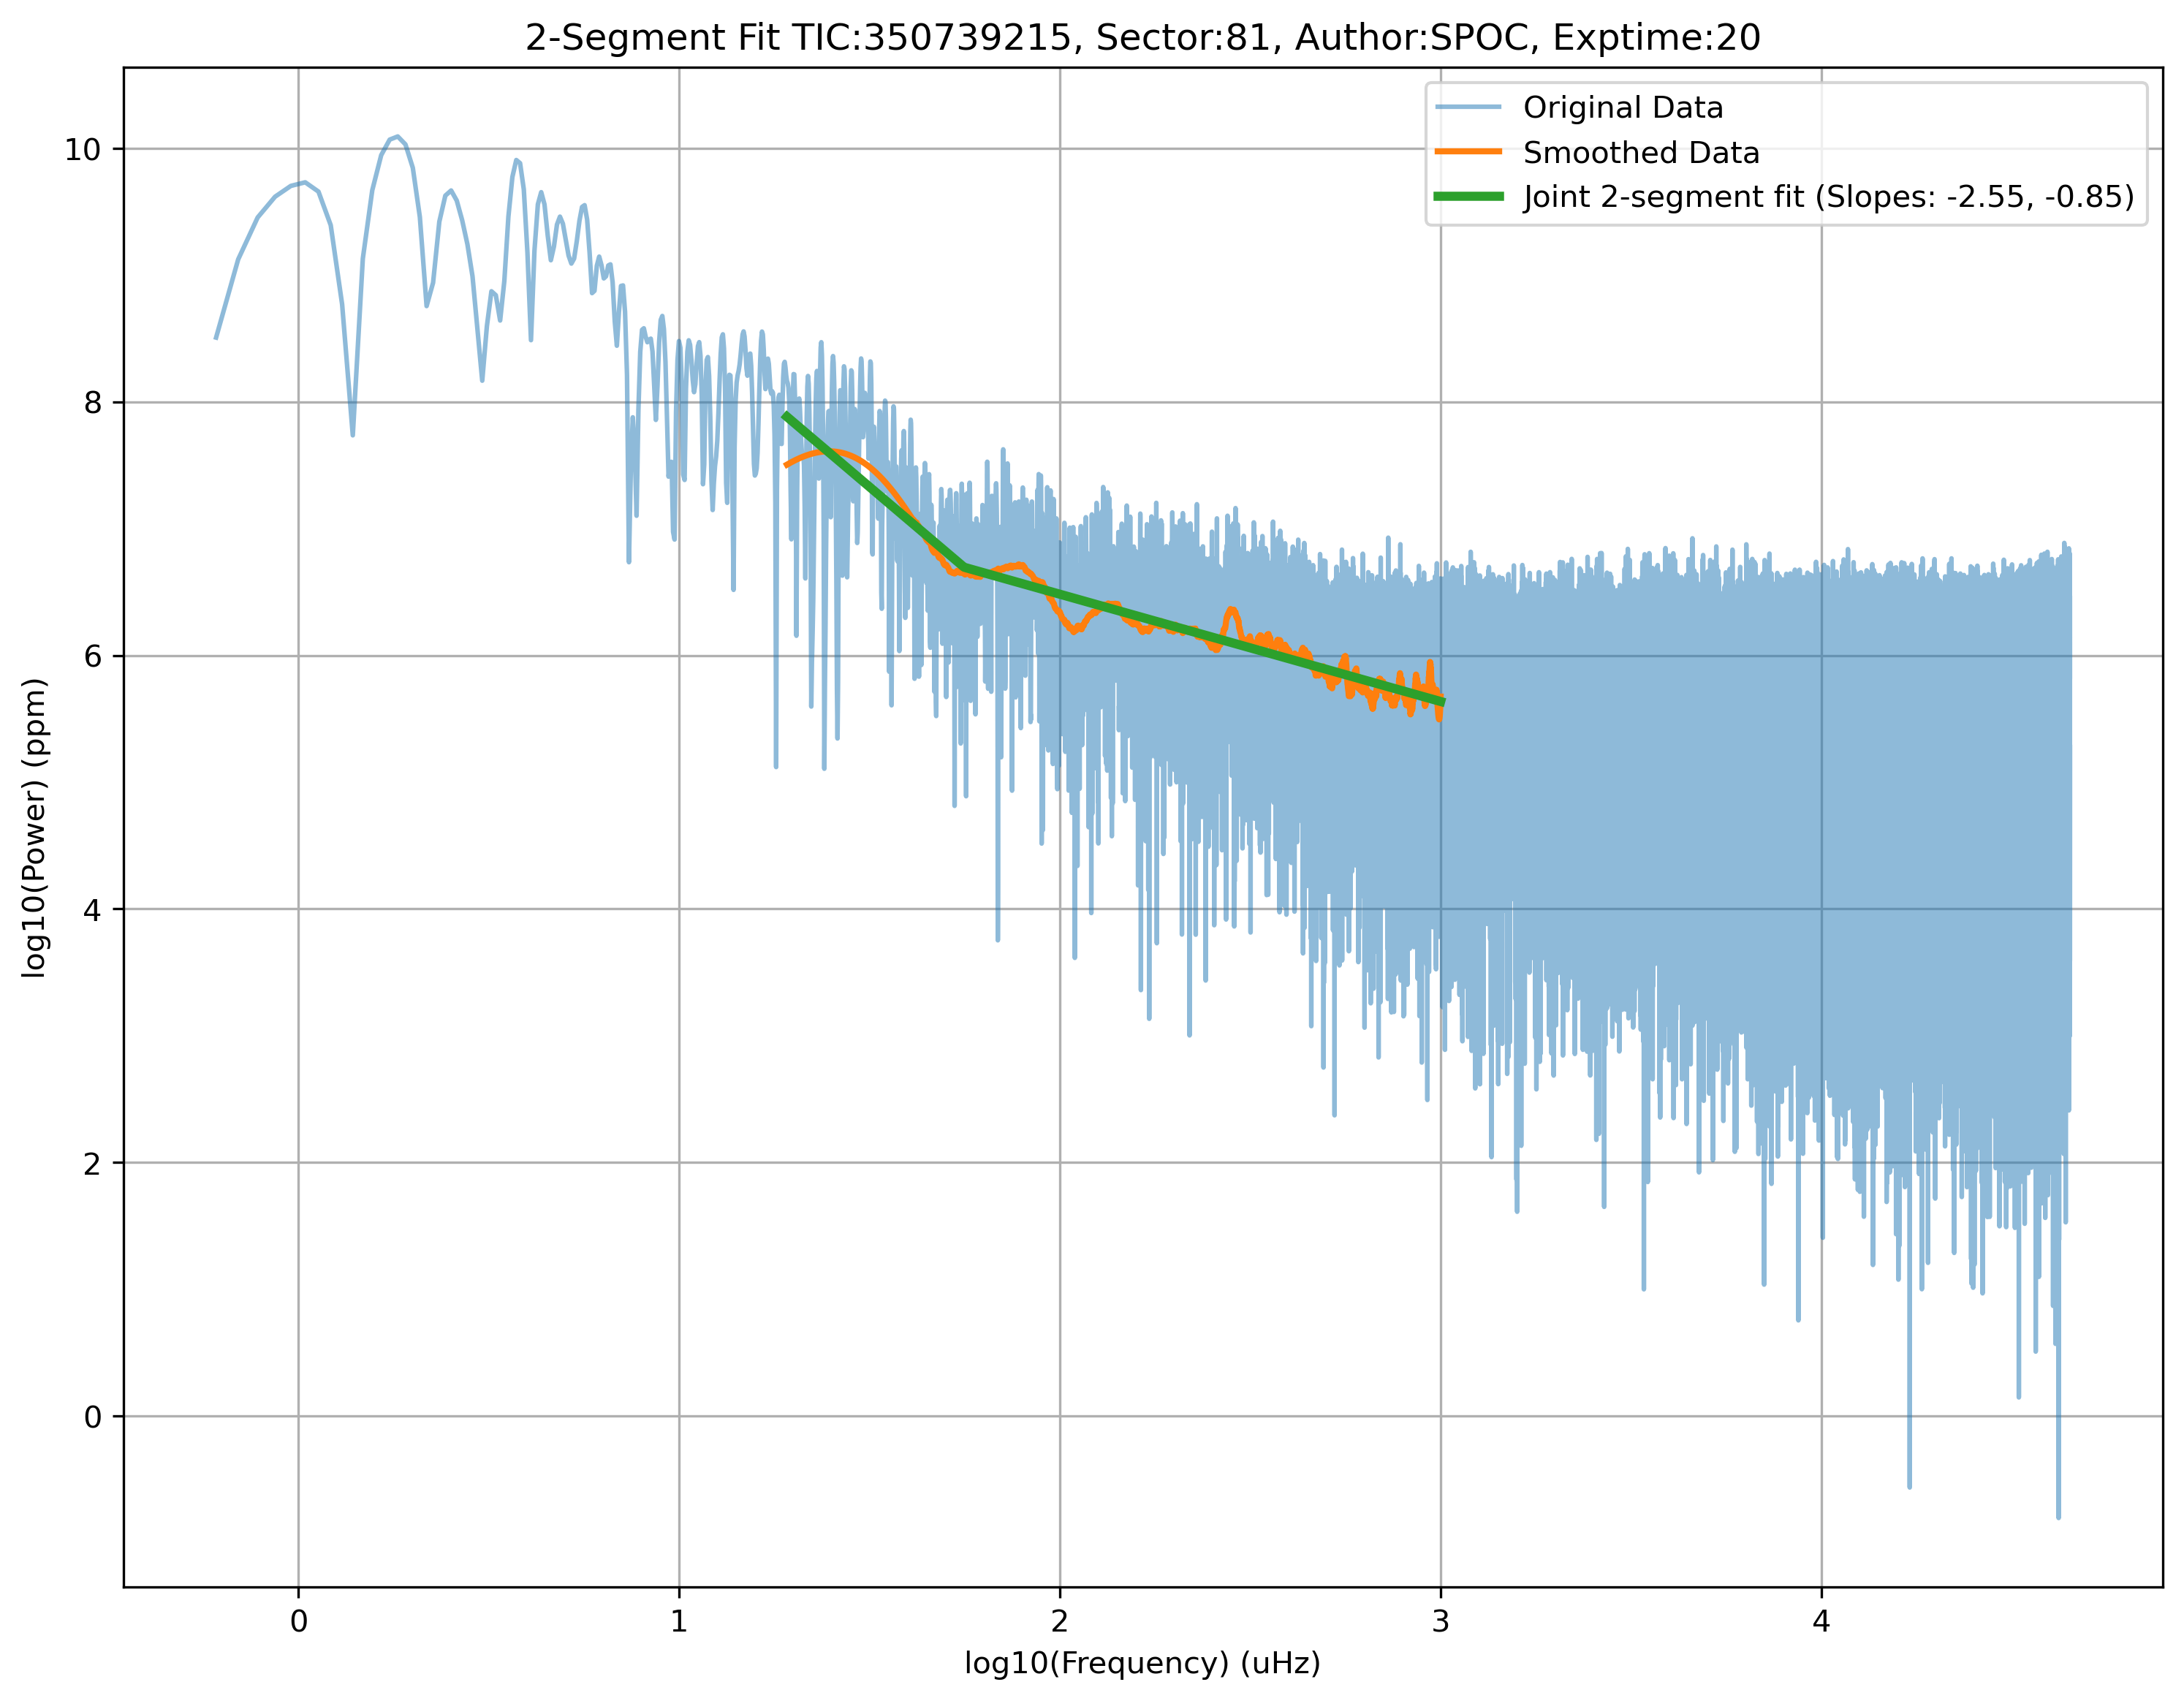 2-Segment Fit TIC:350739215, Sector:81, Author:SPOC, Exptime:20
Original Data
Smoothed Data
Joint 2-segment fit (Slopes: -2.55, -0.85)
log10(Power) (ppm)
10
8
6
4
2
0
0 1 2 3 4
log10(Frequency) (uHz)